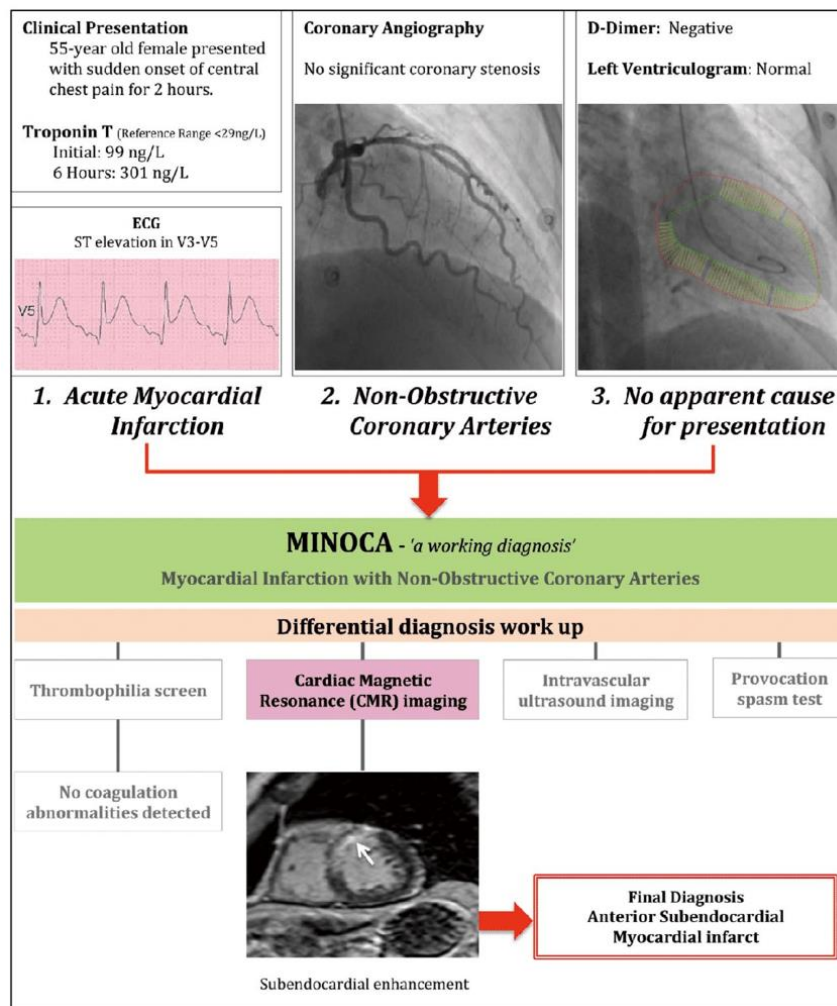 Clinical Presentation
55-year old female presented
with sudden onset of central
chest pain for 2 hours.
Troponin T (Reference Range <29ng/L)
Initial: 99 ng/L
6 Hours: 301 ng/L
ECG
ST elevation in V3-V5
V5
1. Acute Myocardial
Infarction
Coronary Angiography
No significant coronary stenosis
2. Non-Obstructive
Coronary Arteries
D-Dimer: Negative
Left Ventriculogram: Normal
3. No apparent cause
for presentation
MINOCA - 'a working diagnosis'
Myocardial Infarction with Non-Obstructive Coronary Arteries
Differential diagnosis work up
Thrombophilia screen
Cardiac Magnetic
Resonance (CMR) imaging
Intravascular
ultrasound imaging
Provocation
spasm test
No coagulation
abnormalities detected
Subendocardial enhancement
Final Diagnosis
Anterior Subendocardial
Myocardial infarct